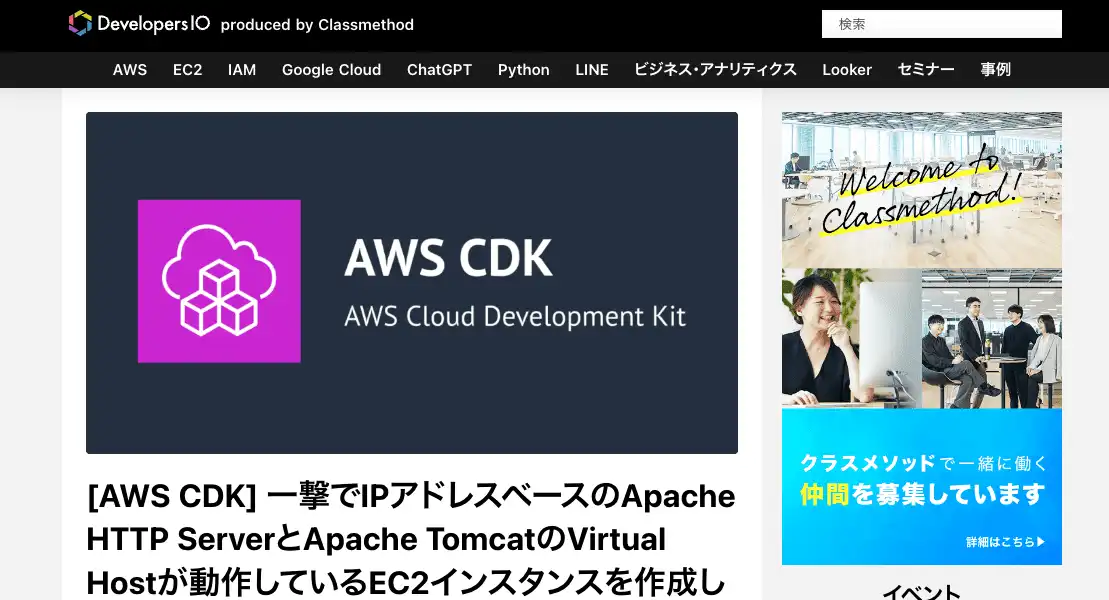 DevelopersIO produced by Classmethod
検索
AWS EC2 IAM Google Cloud ChatGPT Python LINE ビジネス・アナリティクス Looker セミナー 事例
AWS CDK
AWS Cloud Development Kit
[AWS CDK] 一撃でIPアドレスベースのApache
HTTP ServerとApache TomcatのVirtual
Hostが動作しているEC2インスタンスを作成し
Welcome to
Classmethod!
クラスメソッドで一緒に働く
仲間を募集しています
詳細はこちら▶
イベント